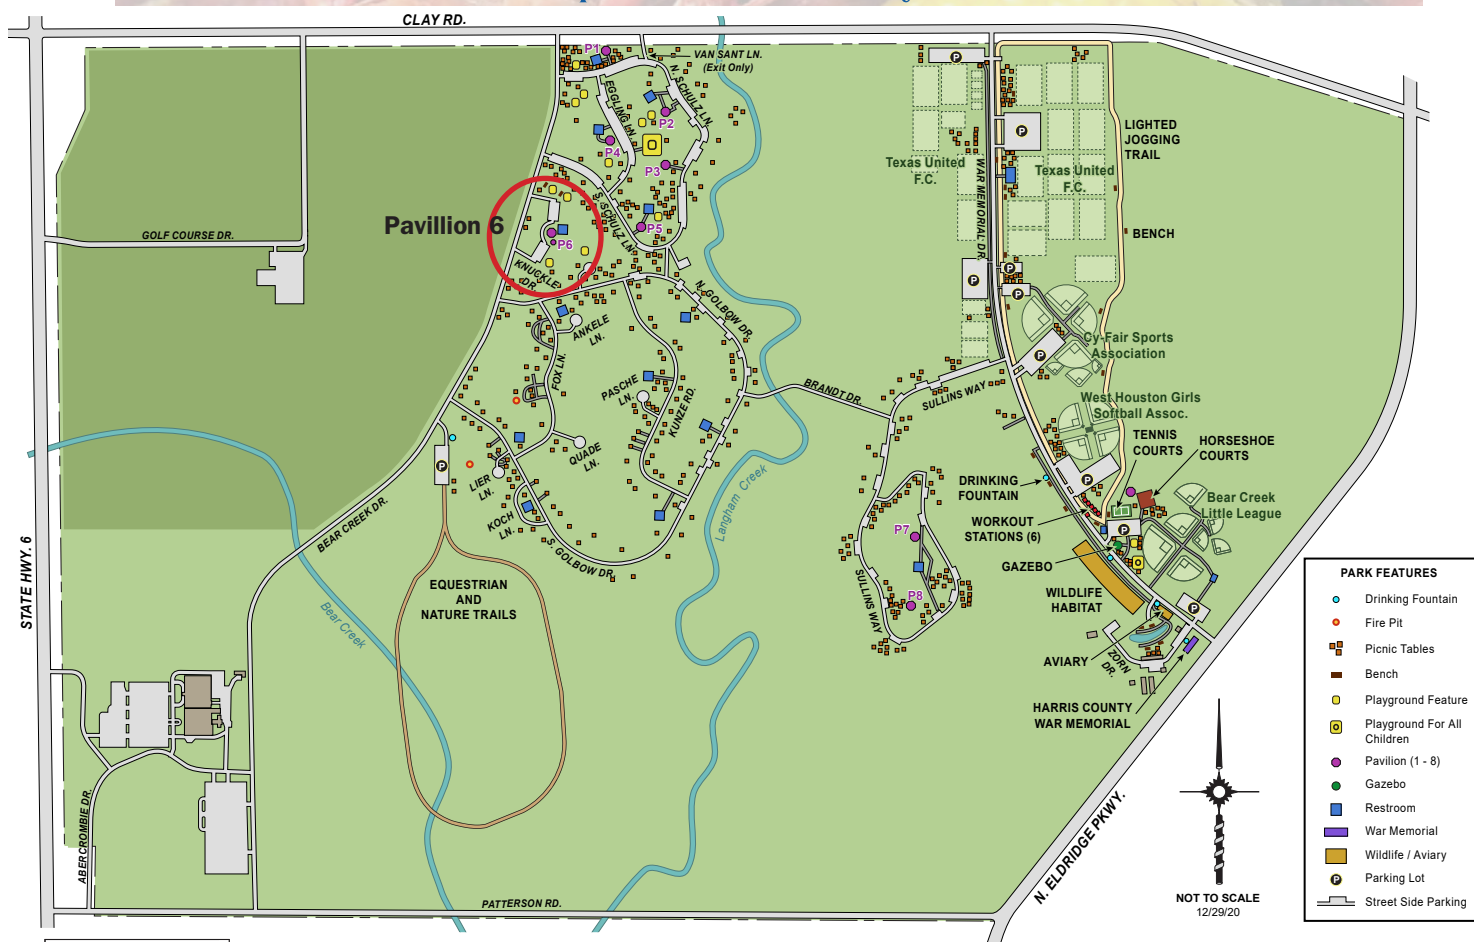 CLAY RD.
VAN SANT LN.
(Exit Only)
P1
N. SCHULZ LN.
EGGLING LN.
P2
P4
P3
LIGHTED
JOGGING
TRAIL
Texas United
F.C.
Texas United
F.C.
WAR MEMORIAL DR.
Pavillion 6
S. SCHULZ LN.
P5
P6
KNUCKLE
DR.
GOLF COURSE DR.
BENCH
N. GOLBOW DR.
ANKELE
LN.
FOX LN.
PASCHE
LN.
KUNZE RD.
BRANDT DR.
SULLINS WAY
Cy-Fair Sports
Association
West Houston Girls
Softball Assoc.
TENNIS
COURTS
HORSESHOE
COURTS
QUADE
LN.
LIER
LN.
KOCH
LN.
S. GOLBOW DR.
BEAR CREEK DR.
Langham Creek
DRINKING
FOUNTAIN
WORKOUT
STATIONS (6)
GAZEBO
Bear Creek
Little League
P7
P8
SULLINS WAY
WILDLIFE
HABITAT
AVIARY
ZORN
DR.
HARRIS COUNTY
WAR MEMORIAL
STATE HWY. 6
EQUESTRIAN
AND
NATURE TRAILS
Bear Creek
ABERCROMBIE DR.
PATTERSON RD.
N. ELDRIDGE PKWY.
NOT TO SCALE
12/29/20
P
P
P
P
P
P
P
P
P
P
PARK FEATURES
Drinking Fountain
Fire Pit
Picnic Tables
Bench
Playground Feature
Playground For All
Children
Pavilion (1 - 8)
Gazebo
Restroom
War Memorial
Wildlife / Aviary
P Parking Lot
Street Side Parking